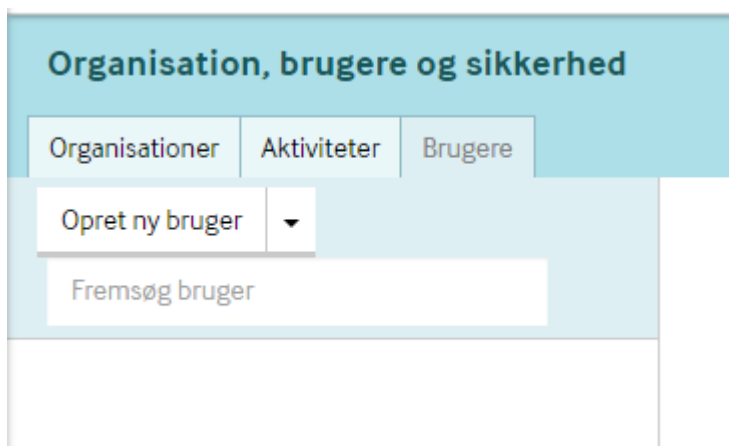 Organisation, brugere og sikkerhed
Organisationer Aktiviteter Brugere
Opret ny bruger
Fremsøg bruger